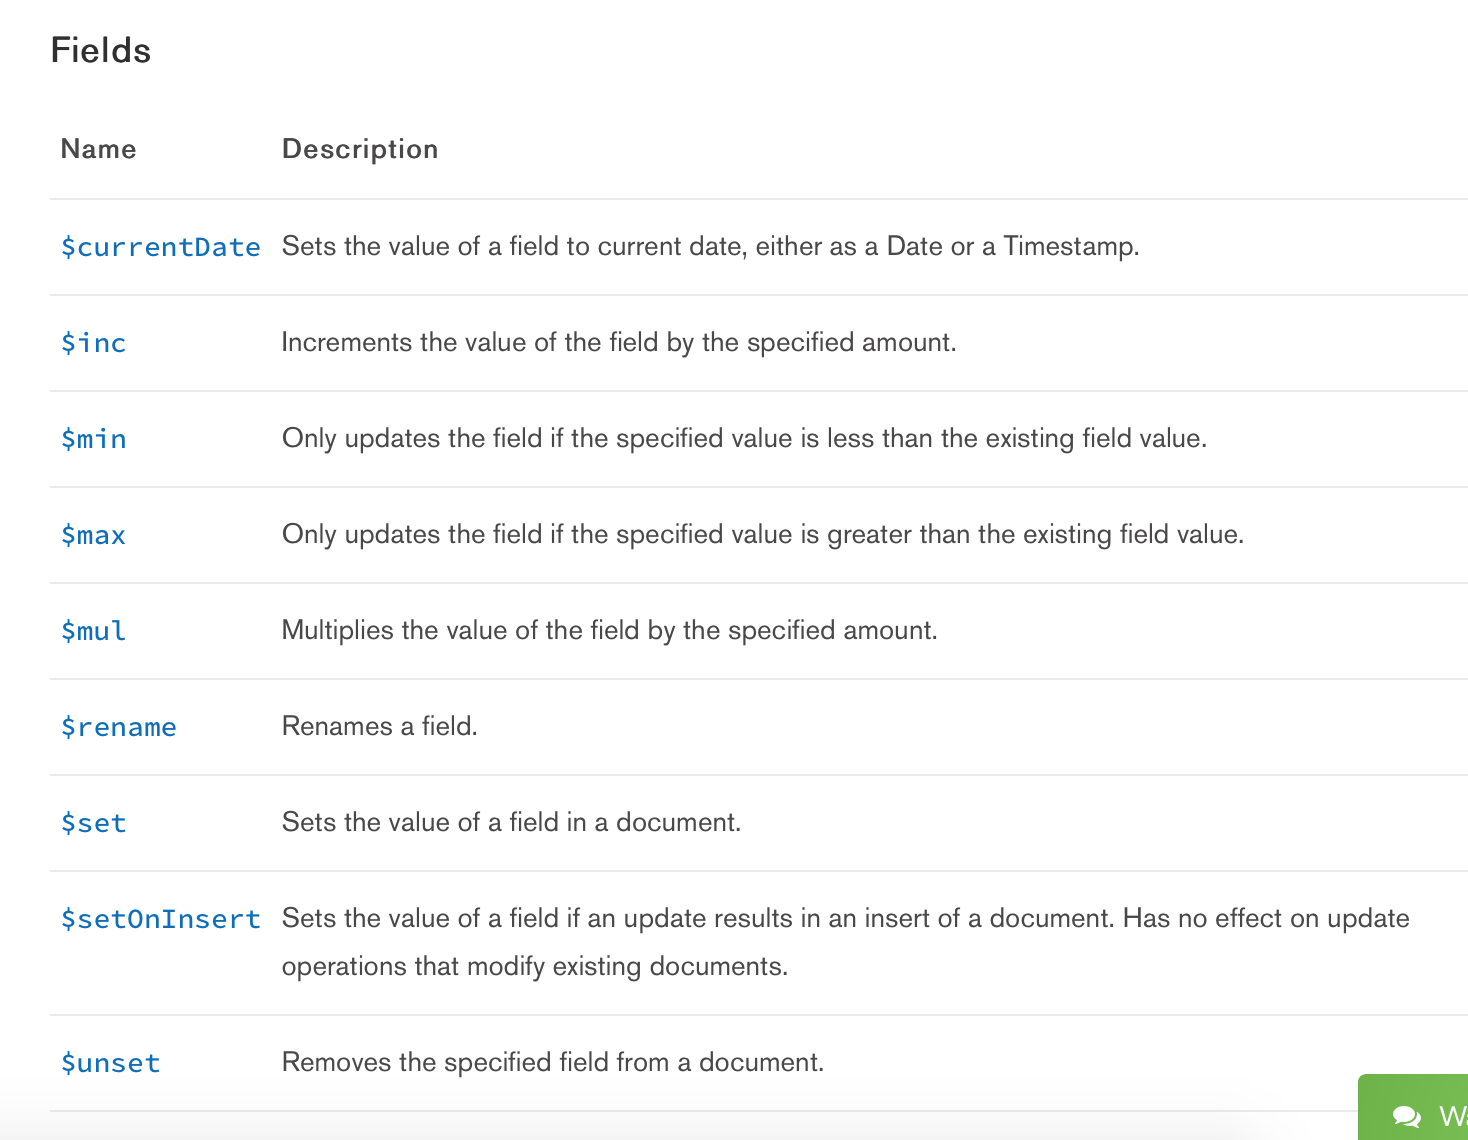 Fields
Name Description
$currentDate Sets the value of a field to current date, either as a Date or a Timestamp.
$inc Increments the value of the field by the specified amount.
$min Only updates the field if the specified value is less than the existing field value.
$max Only updates the field if the specified value is greater than the existing field value.
$mul Multiplies the value of the field by the specified amount.
$rename Renames a field.
$set Sets the value of a field in a document.
$setOnInsert Sets the value of a field if an update results in an insert of a document. Has no effect on update
operations that modify existing documents.
$unset Removes the specified field from a document.